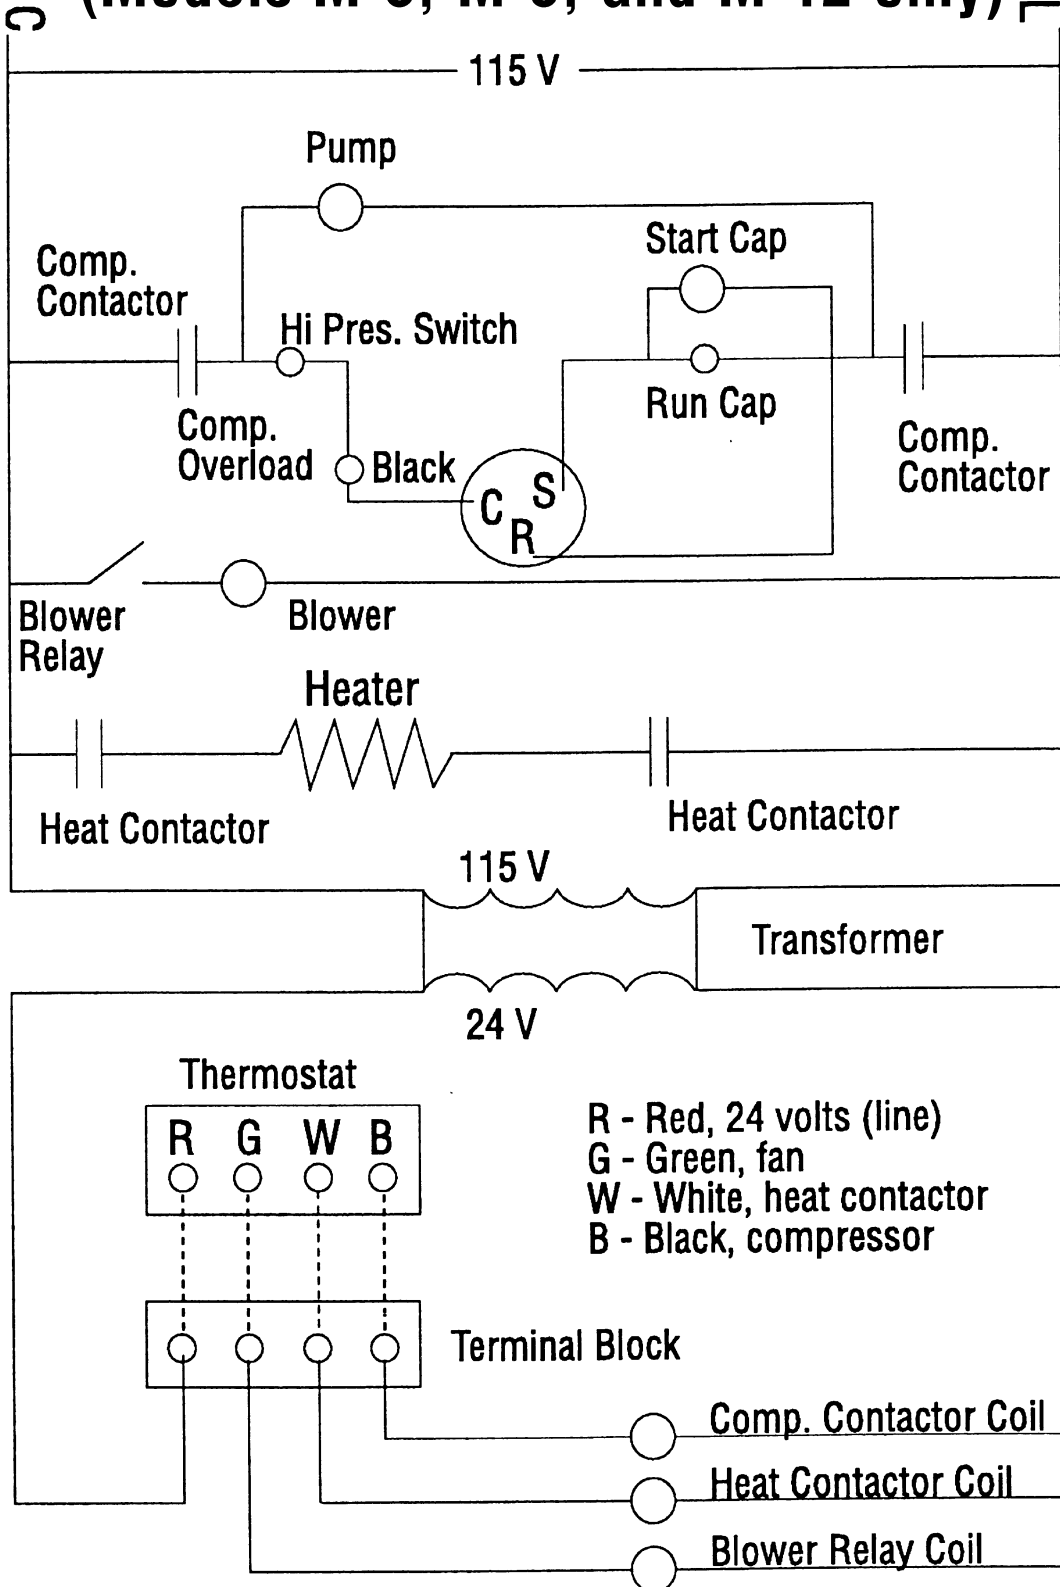 115 V
Pump
Start Cap
Comp.
Contactor
Hi Pres. Switch
Run Cap
Comp.
Overload
Black
Comp.
Contactor
C
S
R
Blower
Relay
Blower
Heater
Heat Contactor
Heat Contactor
115 V
Transformer
24 V
Thermostat
R G W B
R - Red, 24 volts (line)
G - Green, fan
W - White, heat contactor
B - Black, compressor
Terminal Block
Comp. Contactor Coil
Heat Contactor Coil
Blower Relay Coil